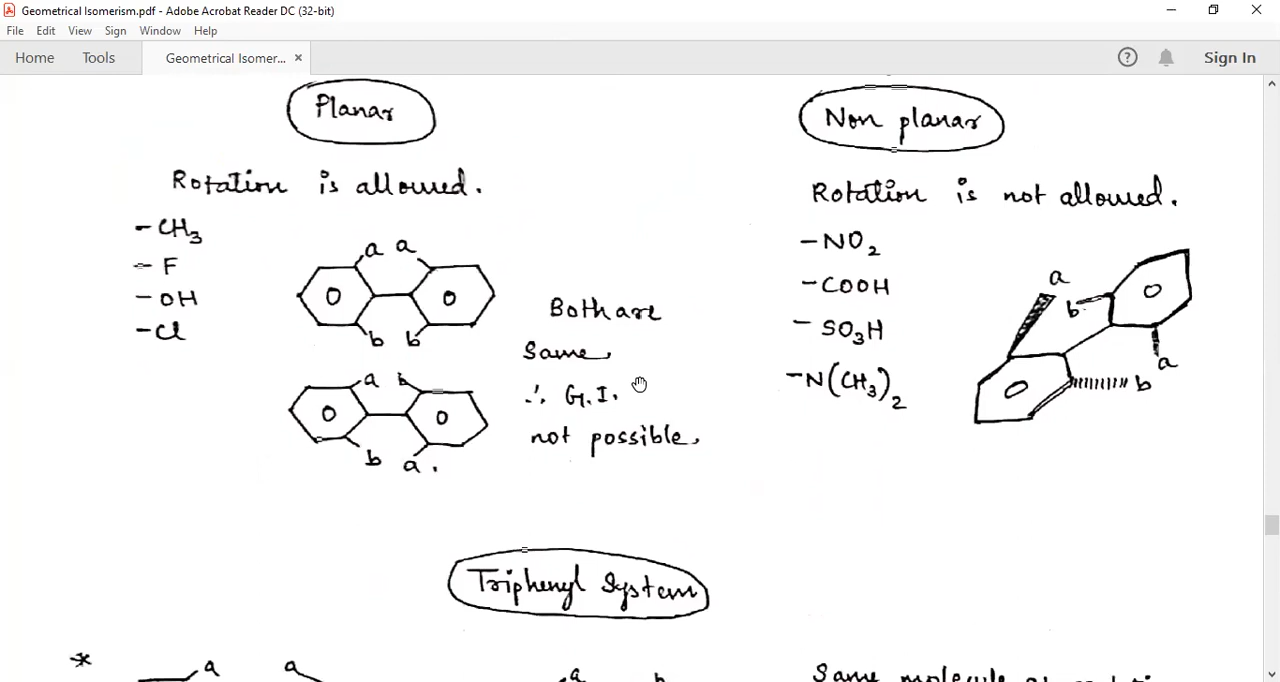 Geometrical Isomerism.pdf - Adobe Acrobat Reader DC (32-bit)
File Edit View Sign Window Help
Home Tools Geometrical Isomer... × Sign In
Planar
Rotation is allowed.
-CH3
-F
-OH
-Cl
a a
b b
a b
b a
Both are
same,
∴ G.I.
not possible,
Non planar
Rotation is not allowed.
-NO2
-COOH
-SO3H
-N(CH3)2
a
b
a
b
Triphenyl System
* a a
a b
Same molecule